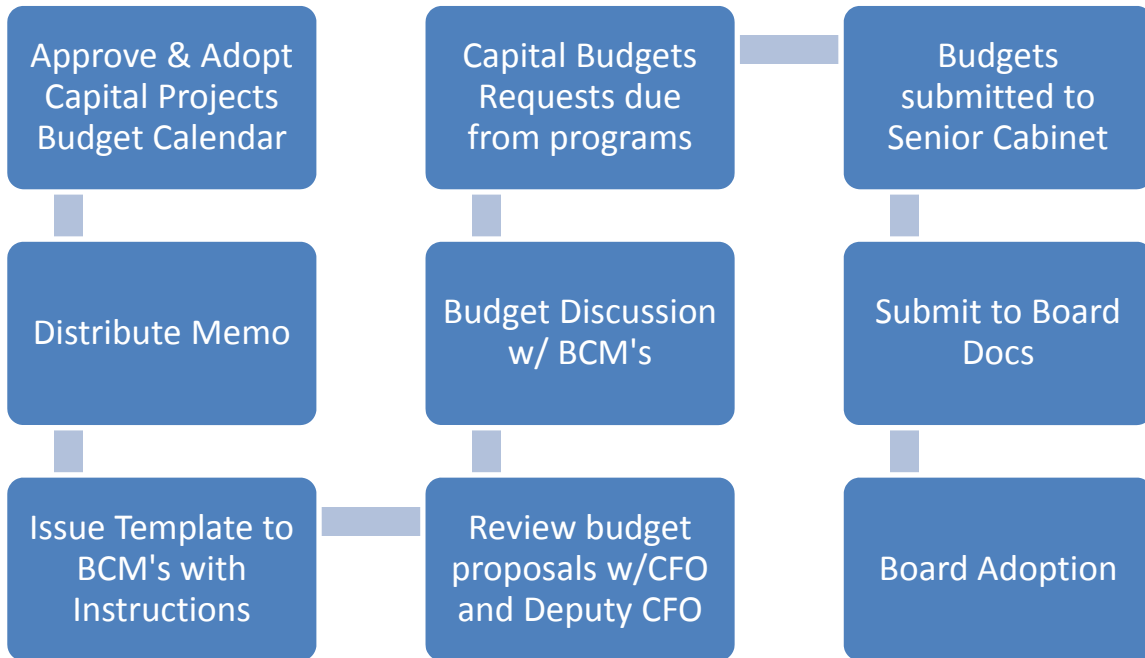 Approve & Adopt
Capital Projects
Budget Calendar
Distribute Memo
Issue Template to
BCM's with
Instructions
Review budget
proposals w/CFO
and Deputy CFO
Budget Discussion
w/ BCM's
Capital Budgets
Requests due
from programs
Budgets
submitted to
Senior Cabinet
Submit to Board
Docs
Board Adoption